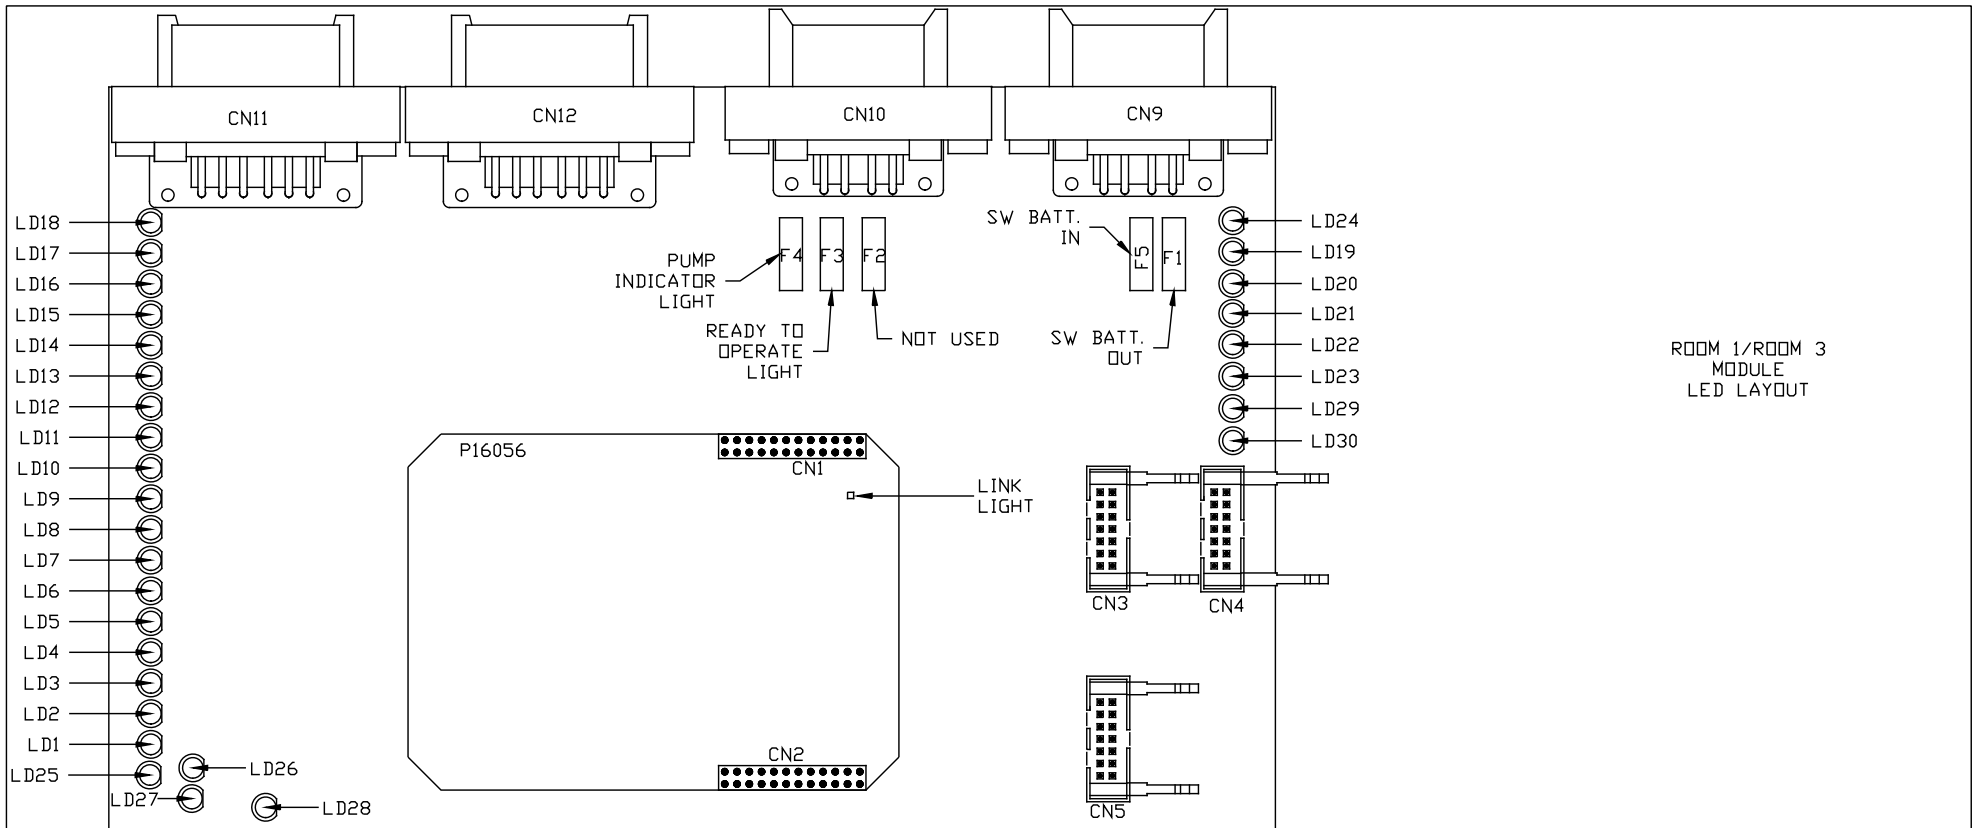 CN11
CN12
CN10
CN9
LD18
LD17
LD16
LD15
LD14
LD13
LD12
LD11
LD10
LD9
LD8
LD7
LD6
LD5
LD4
LD3
LD2
LD1
LD25
LD26
LD27
LD28
PUMP
INDICATOR
LIGHT
F4
F3
F2
READY TO
OPERATE
LIGHT
NOT USED
SW BATT.
IN
F5
F1
SW BATT.
OUT
LD24
LD19
LD20
LD21
LD22
LD23
LD29
LD30
P16056
CN1
LINK
LIGHT
CN2
CN3
CN4
CN5
ROOM 1/ROOM 3
MODULE
LED LAYOUT